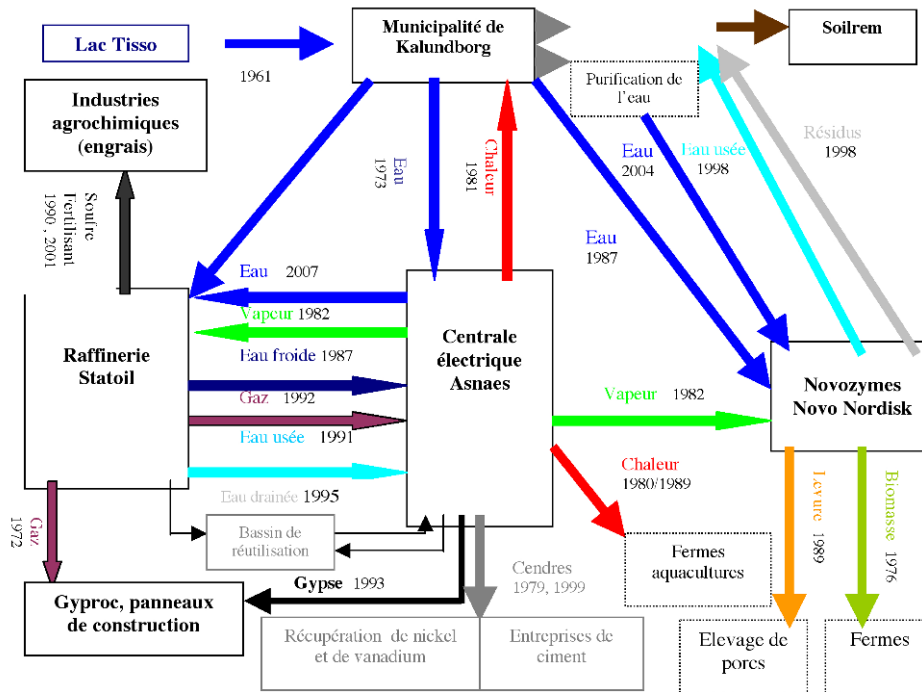 Lac Tisso
1961
Municipalité de
Kalundborg
Soilrem
Purification de
l'eau
Industries
agrochimiques
(engrais)
Eau
1973
Chaleur
1981
Eau
2004
Eau usée
1998
Résidus
1998
Soufre
Fertilisant
1990 , 2001
Eau
1987
Eau 2007
Vapeur 1982
Eau froide 1987
Gaz 1992
Eau usée 1991
Eau drainée 1995
Raffinerie
Statoil
Centrale
électrique
Asnaes
Novozymes
Novo Nordisk
Vapeur 1982
Chaleur
1980/1989
Levure 1989
Biomasse 1976
Gaz
1972
Bassin de
réutilisation
Gypse 1993
Cendres
1979, 1999
Fermes
aquacultures
Gyproc, panneaux
de construction
Récupération de nickel
et de vanadium
Entreprises de
ciment
Elevage de
porcs
Fermes